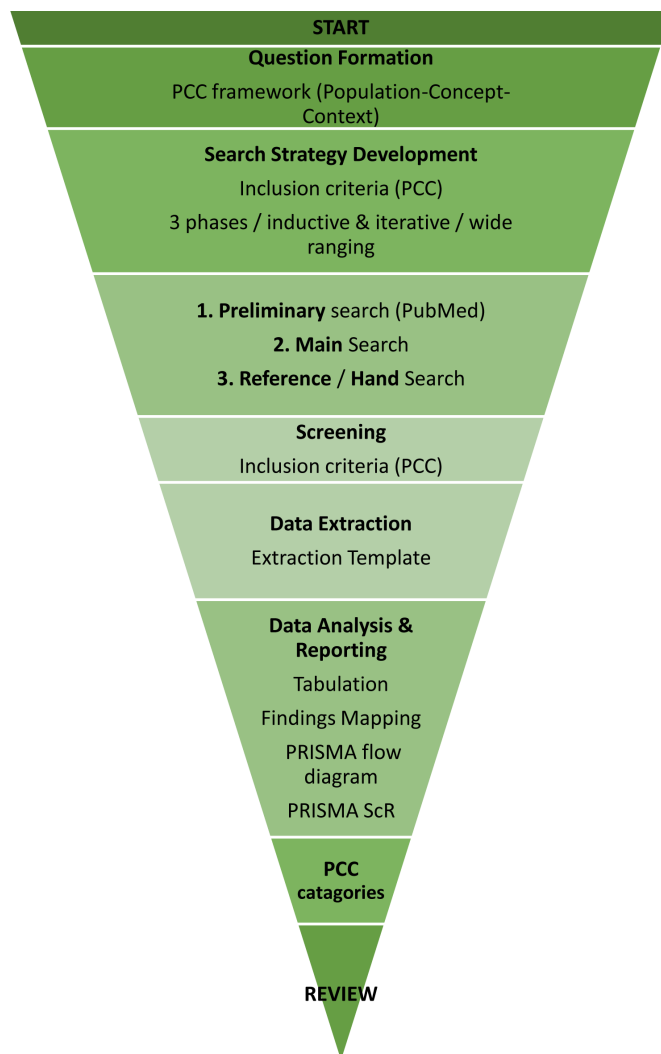 START
Question Formation
PCC framework (Population-Concept-
Context)
Search Strategy Development
Inclusion criteria (PCC)
3 phases / inductive & iterative / wide
ranging
1. Preliminary search (PubMed)
2. Main Search
3. Reference / Hand Search
Screening
Inclusion criteria (PCC)
Data Extraction
Extraction Template
Data Analysis &
Reporting
Tabulation
Findings Mapping
PRISMA flow
diagram
PRISMA ScR
PCC
catagories
REVIEW